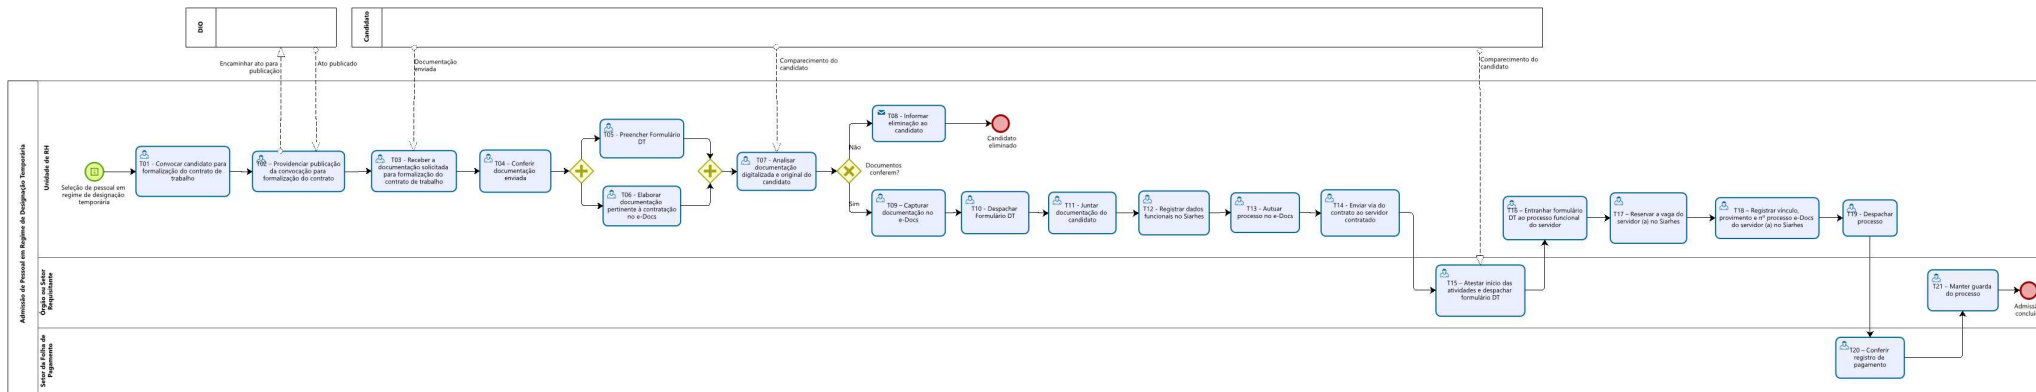 DIO
Candidato
Encaminhar ato para
publicação
Ato publicado
Documentação
enviada
Comparecimento do
candidato
Comparecimento do
candidato
Admissão de Pessoal em Regime de Designação Temporária
Unidade de RH
Seleção de pessoal em
regime de designação
temporária
T01 - Convocar candidato para
formalização do contrato de
trabalho
T02 – Providenciar publicação
da convocação para
formalização do contrato
T03 - Receber a
documentação solicitada
para formalização do
contrato de trabalho
T04 – Conferir
documentação
enviada
T05 - Preencher Formulário
DT
T06 - Elaborar
documentação
pertinente à contratação
no e-Docs
T07 – Analisar
documentação
digitalizada e original do
candidato
Não
Documentos
conferem?
Sim
T08 - Informar
eliminação ao
candidato
Candidato
eliminado
T09 – Capturar
documentação no
e-Docs
T10 - Despachar
Formulário DT
T11 - Juntar
documentação do
candidato
T12 - Registrar dados
funcionais no Siarhes
T13 - Autuar
processo no e-Docs
T14 - Enviar via do
contrato ao servidor
contratado
T16 – Entranhar formulário
DT ao processo funcional
do servidor
T17 – Reservar a vaga do
servidor (a) no Siarhes
T18 – Registrar vínculo,
provimento e nº processo e-Docs
do servidor (a) no Siarhes
T19 - Despachar
processo
Órgão ou Setor
Requisitante
T15 – Atestar início das
atividades e despachar
formulário DT
T21 – Manter guarda
do processo
Setor da Folha de
Pagamento
T20 – Conferir
registro de
pagamento